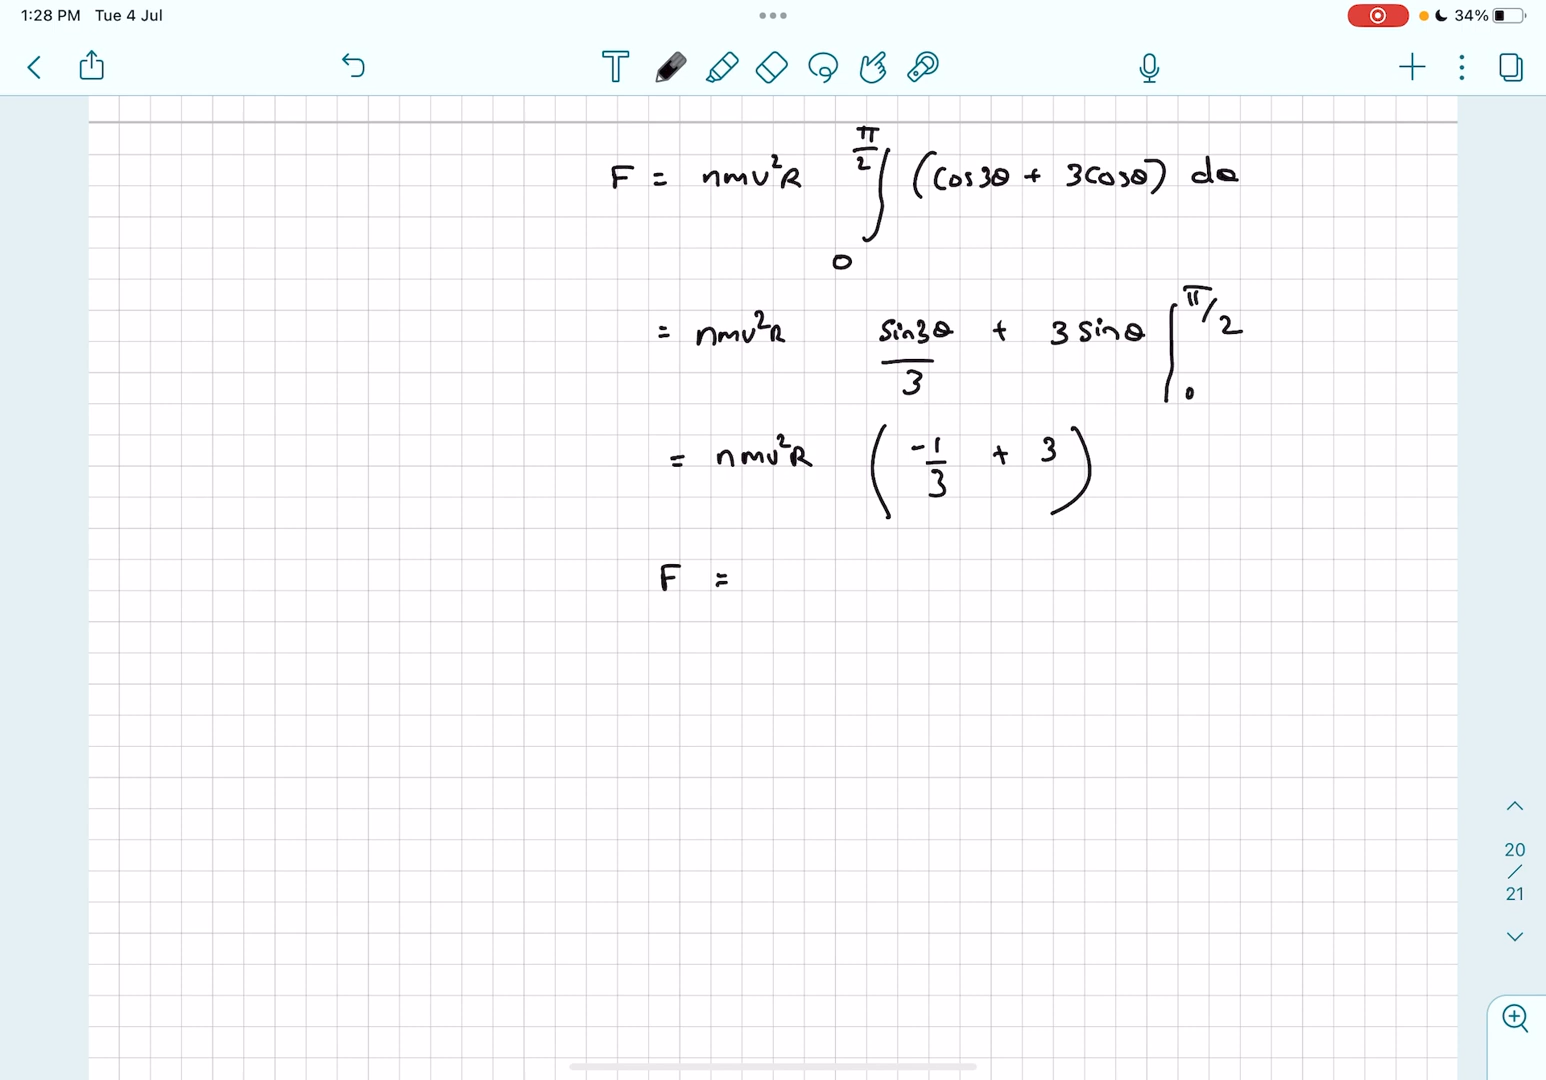 1:28 PM Tue 4 Jul
34%
T
F = nmv²R ∫₀^(π/2) (cos3θ + 3cosθ) dθ
= nmv²R sin3θ/3 + 3 sinθ |₀^(π/2)
= nmv²R (-1/3 + 3)
F =
20
/
21